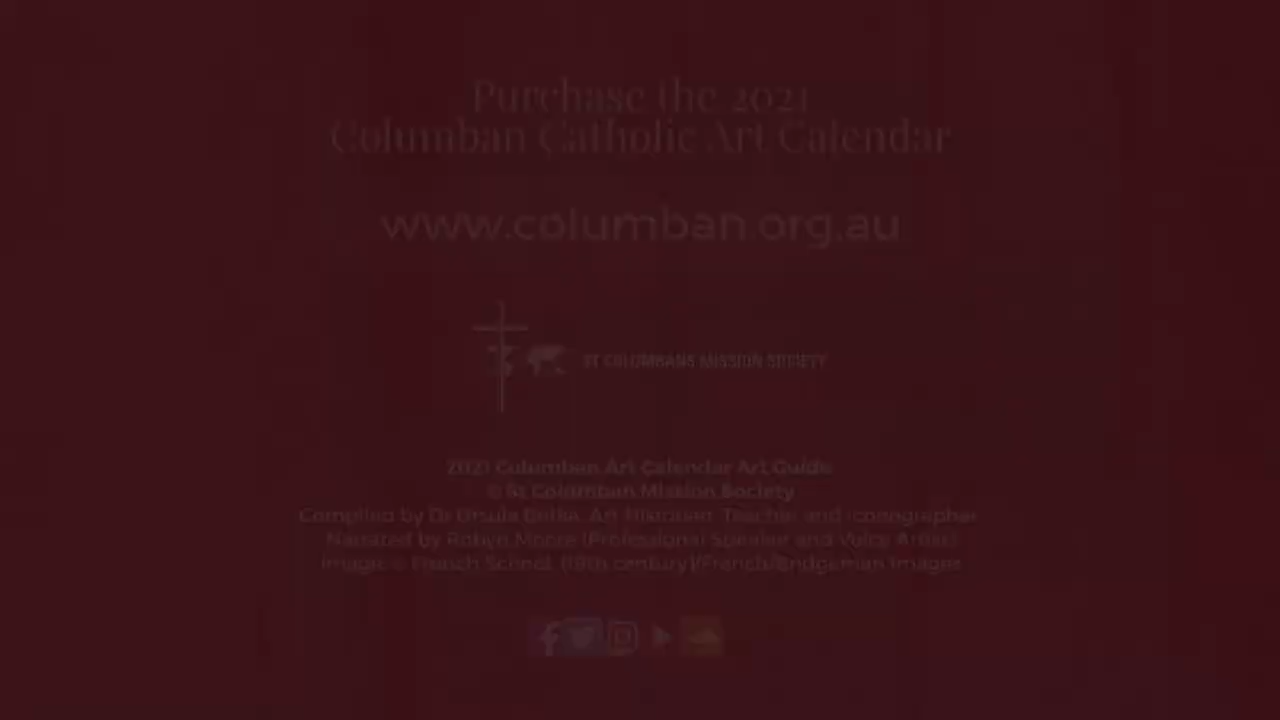 Purchase the 2021
Columban Catholic Art Calendar
www.columban.org.au
ST COLUMBANS MISSION SOCIETY
2021 Columban Art Calendar Art Guide
© St Columban Mission Society
Compiled by Dr Ursula Art Historian, Teacher and Iconographer
Narrated by Robyn Moore (Professional Speaker and Voice Artist)
Image © French School, (19th century)/French/Bridgeman Images